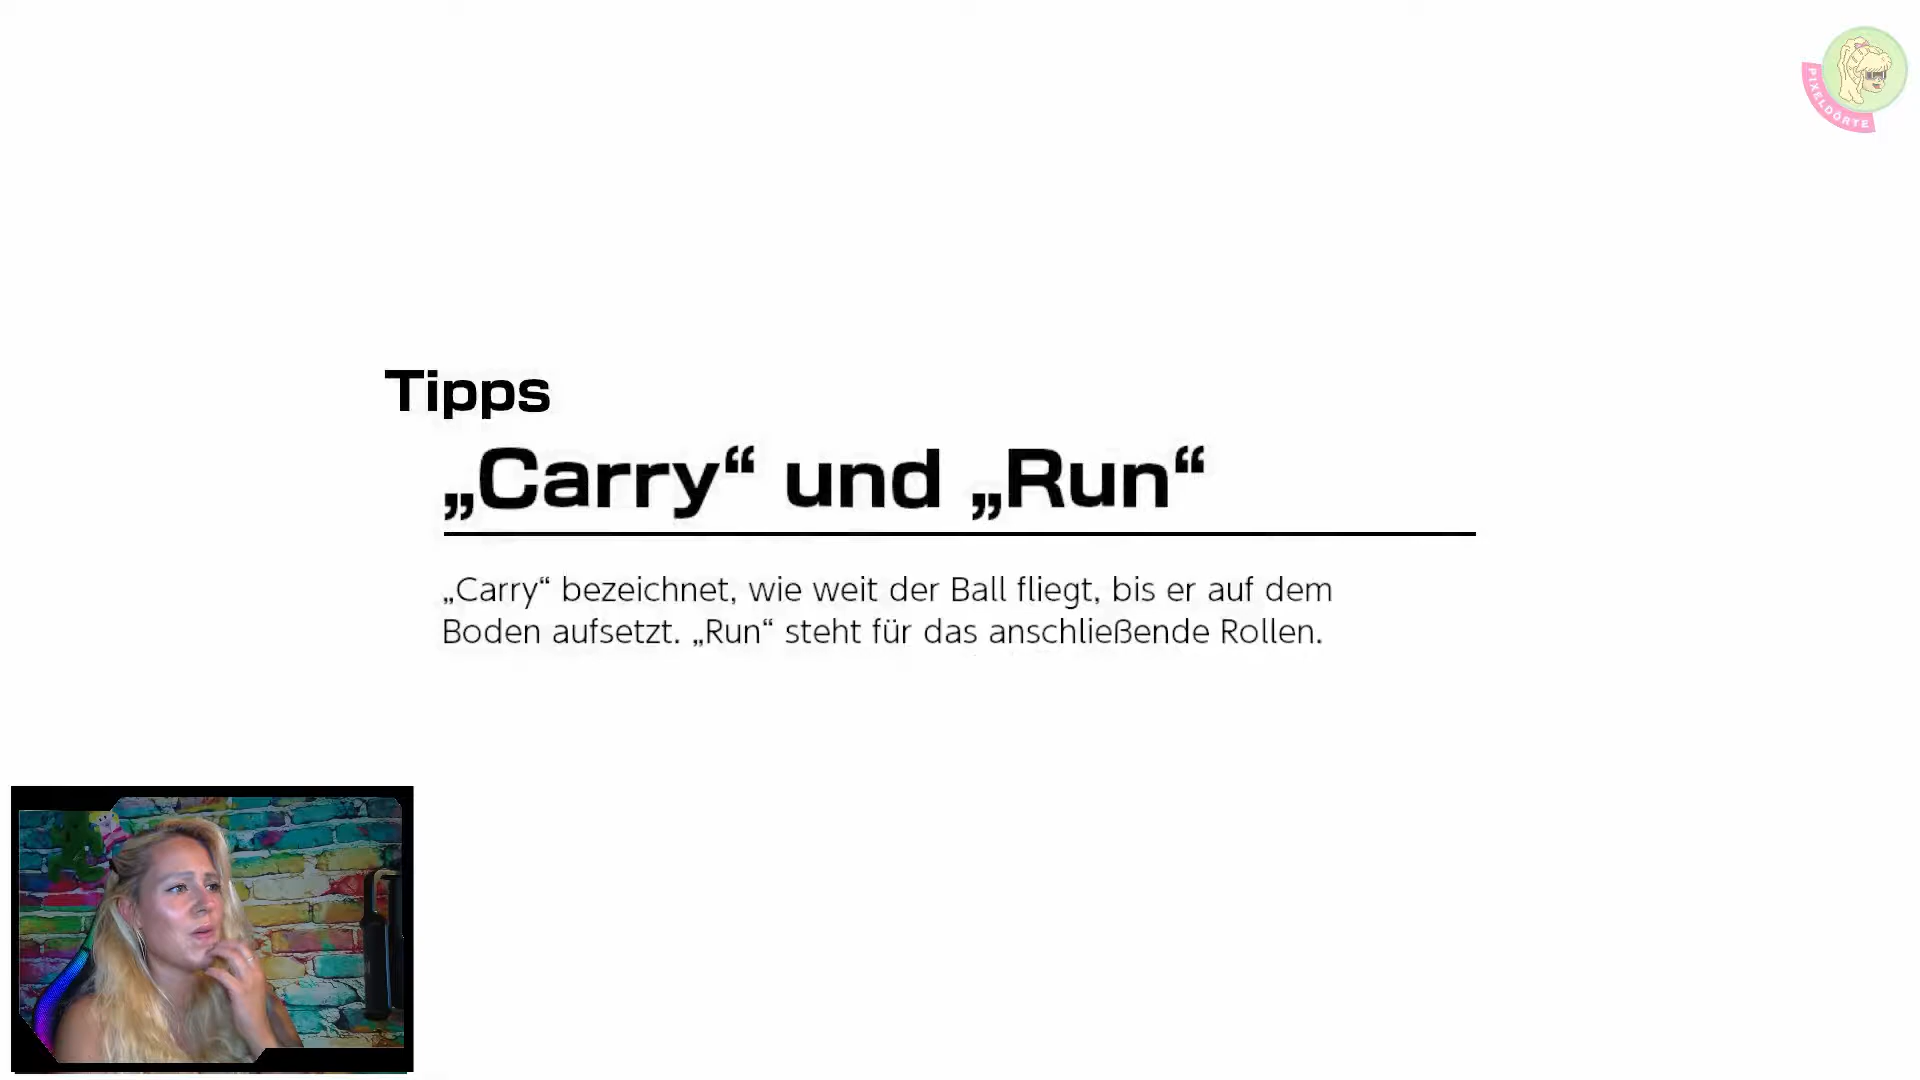 PIXELDÖRTE
Tipps
„Carry“ und „Run“
„Carry“ bezeichnet, wie weit der Ball fliegt, bis er auf dem
Boden aufsetzt. „Run“ steht für das anschließende Rollen.